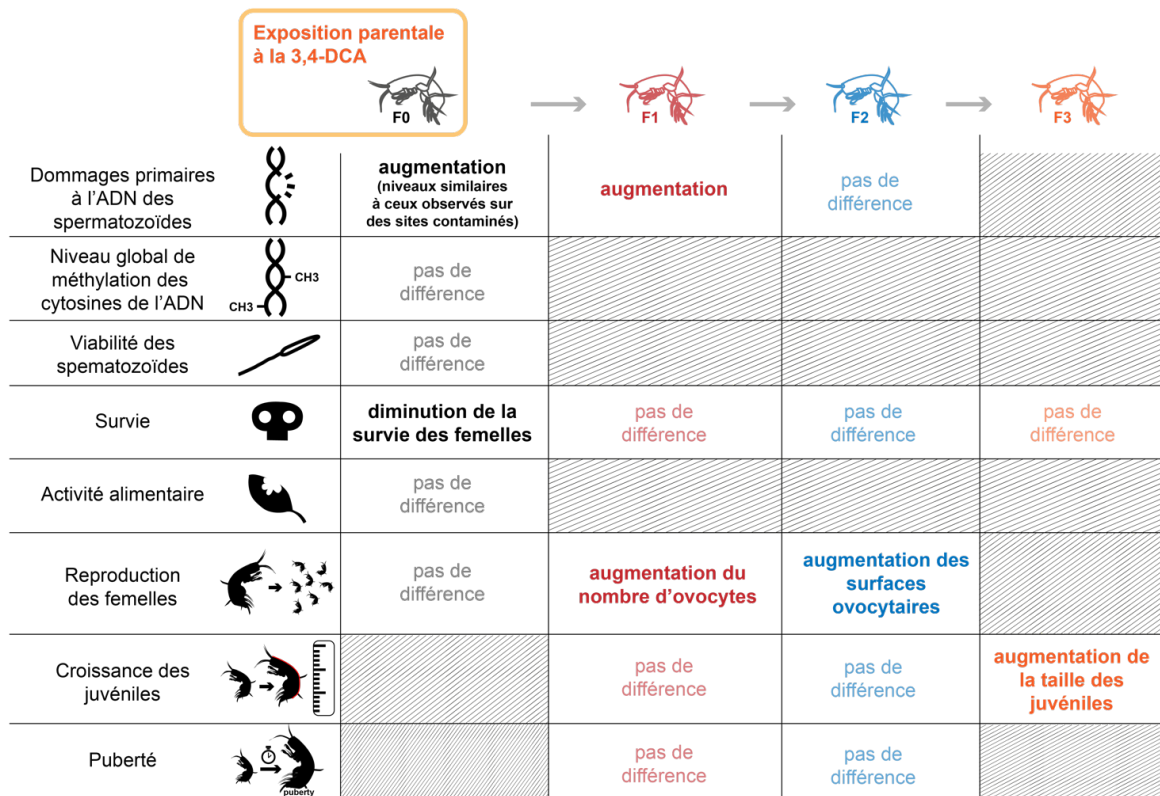 Exposition parentale
à la 3,4-DCA
F0
F1
F2
F3
Dommages primaires
à l'ADN des
spermatozoïdes
augmentation
(niveaux similaires
à ceux observés sur
des sites contaminés)
augmentation
pas de
différence
Niveau global de
méthylation des
cytosines de l'ADN
CH3
CH3
pas de
différence
Viabilité des
spematozoïdes
pas de
différence
Survie
diminution de la
survie des femelles
pas de
différence
pas de
différence
pas de
différence
Activité alimentaire
pas de
différence
Reproduction
des femelles
pas de
différence
augmentation du
nombre d'ovocytes
augmentation des
surfaces
ovocytaires
Croissance des
juvéniles
pas de
différence
pas de
différence
augmentation de
la taille des
juvéniles
Puberté
puberty
pas de
différence
pas de
différence